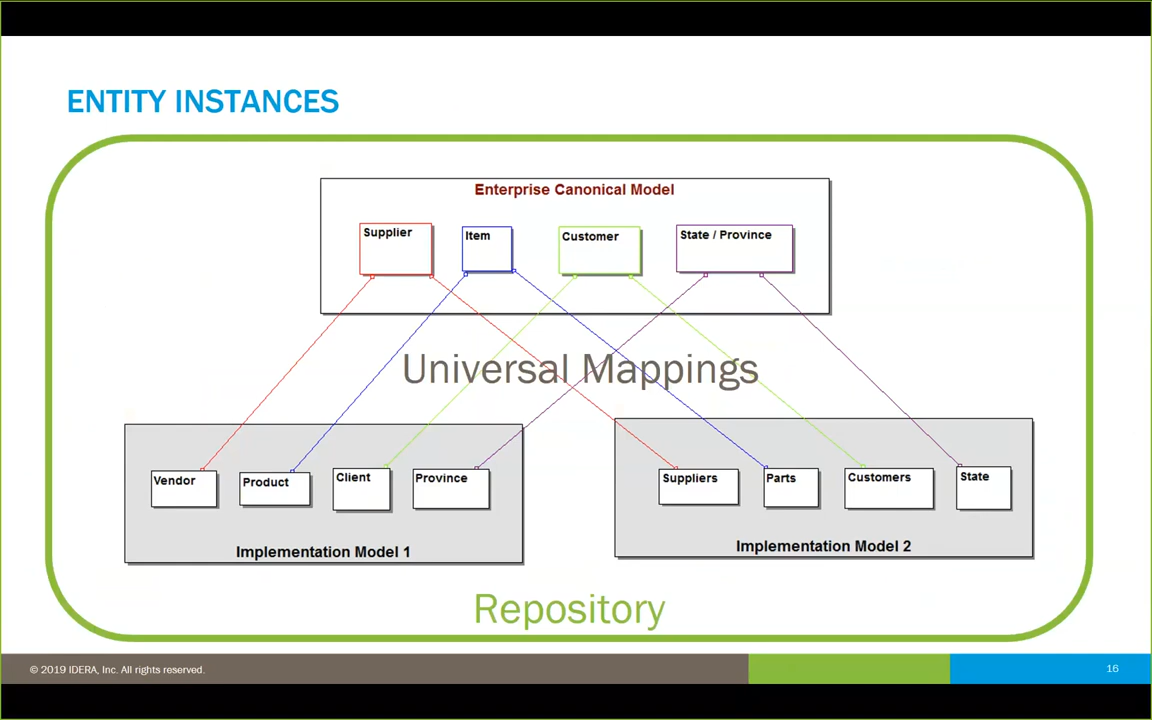 ENTITY INSTANCES
Enterprise Canonical Model
Supplier
Item
Customer
State / Province
Universal Mappings
Vendor
Product
Client
Province
Implementation Model 1
Suppliers
Parts
Customers
State
Implementation Model 2
Repository
© 2019 IDERA, Inc. All rights reserved.
16